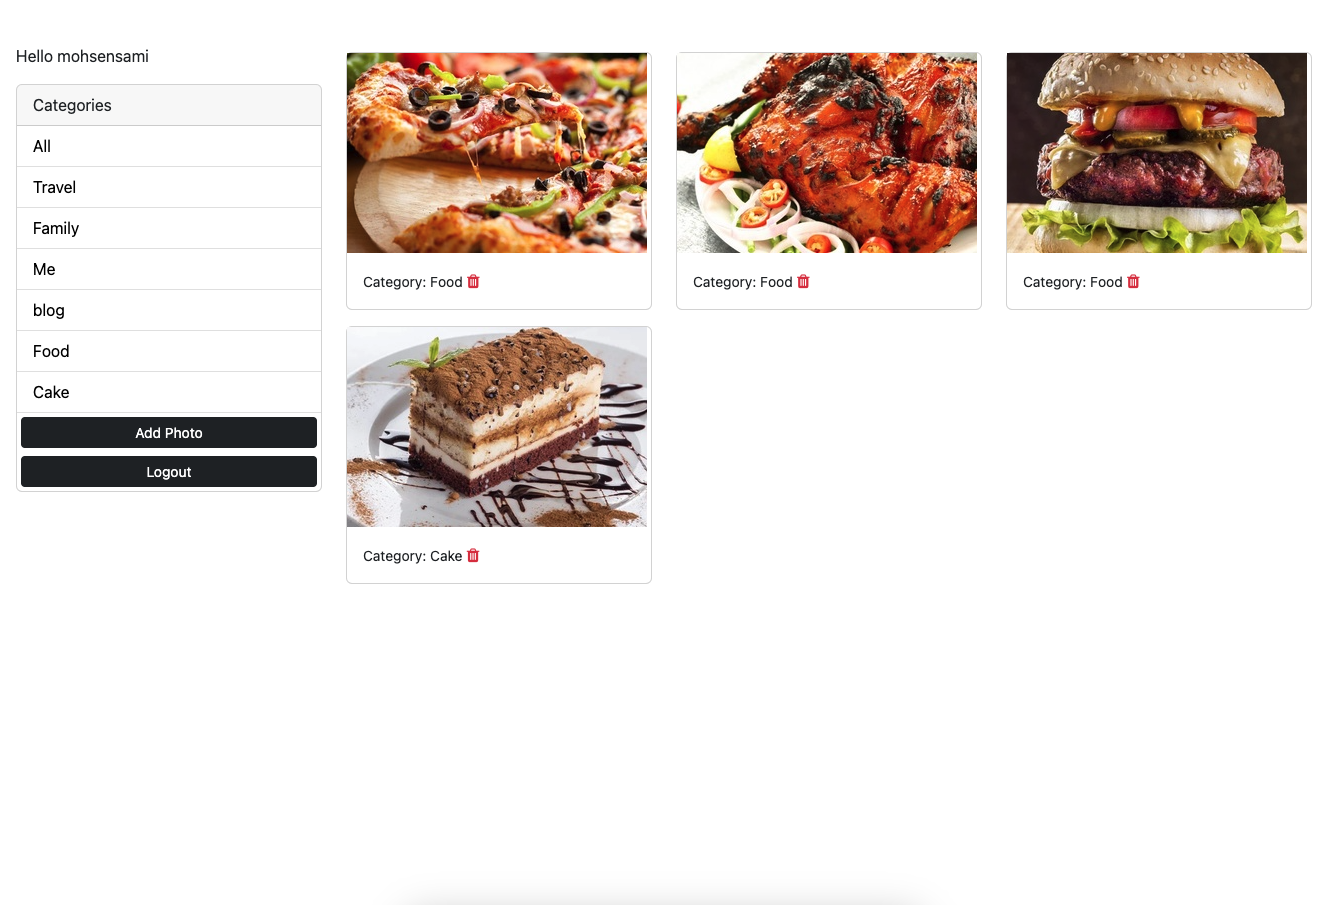 Hello mohsensami
Categories
All
Travel
Family
Me
blog
Food
Cake
Add Photo
Logout
Category: Food
Category: Food
Category: Food
Category: Cake